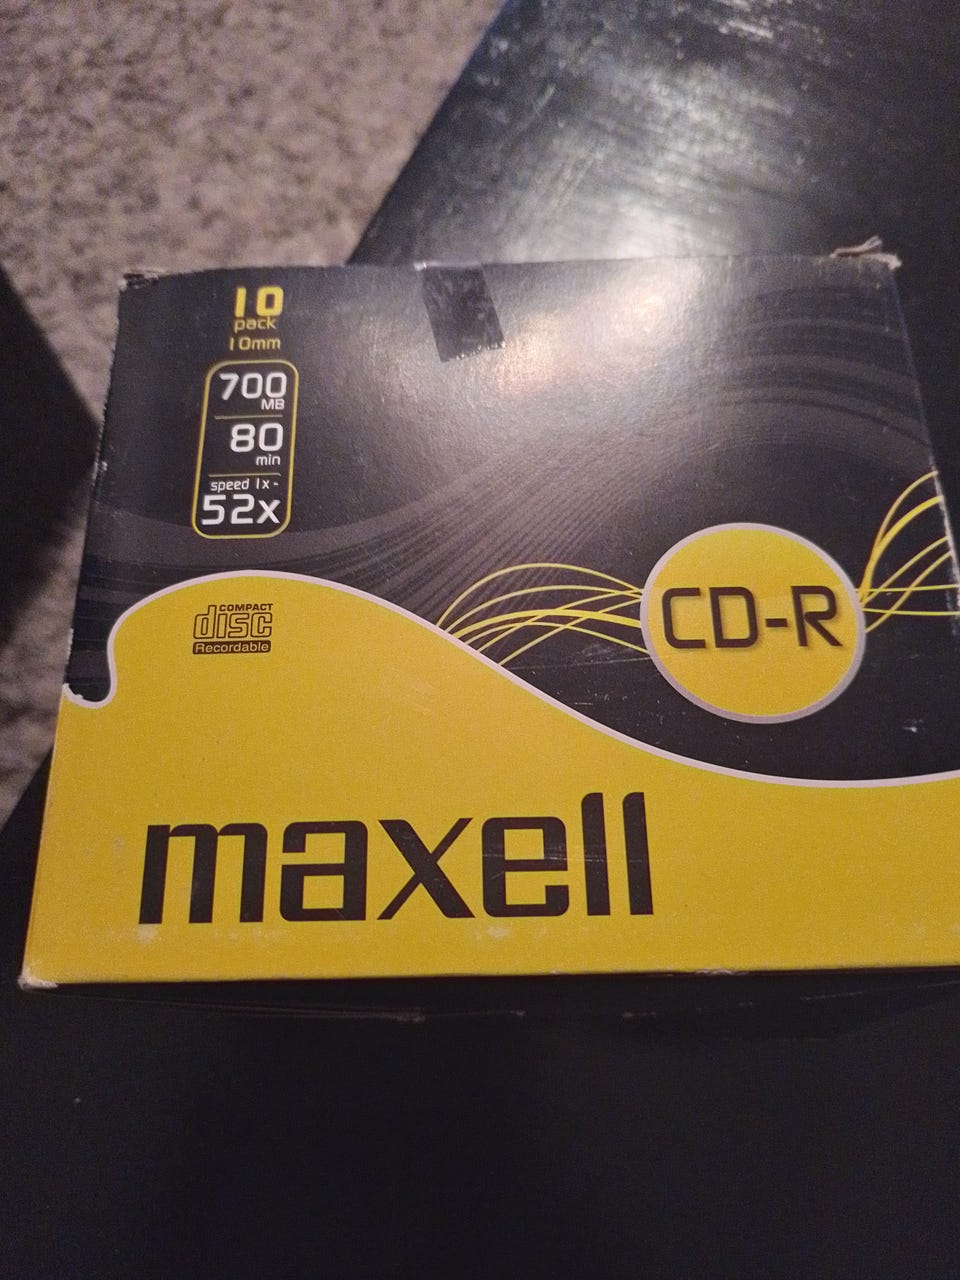 10
pack
10mm
700
MB
80
min
speed 1x-
52x
COMPACT
disc
Recordable
CD-R
maxell